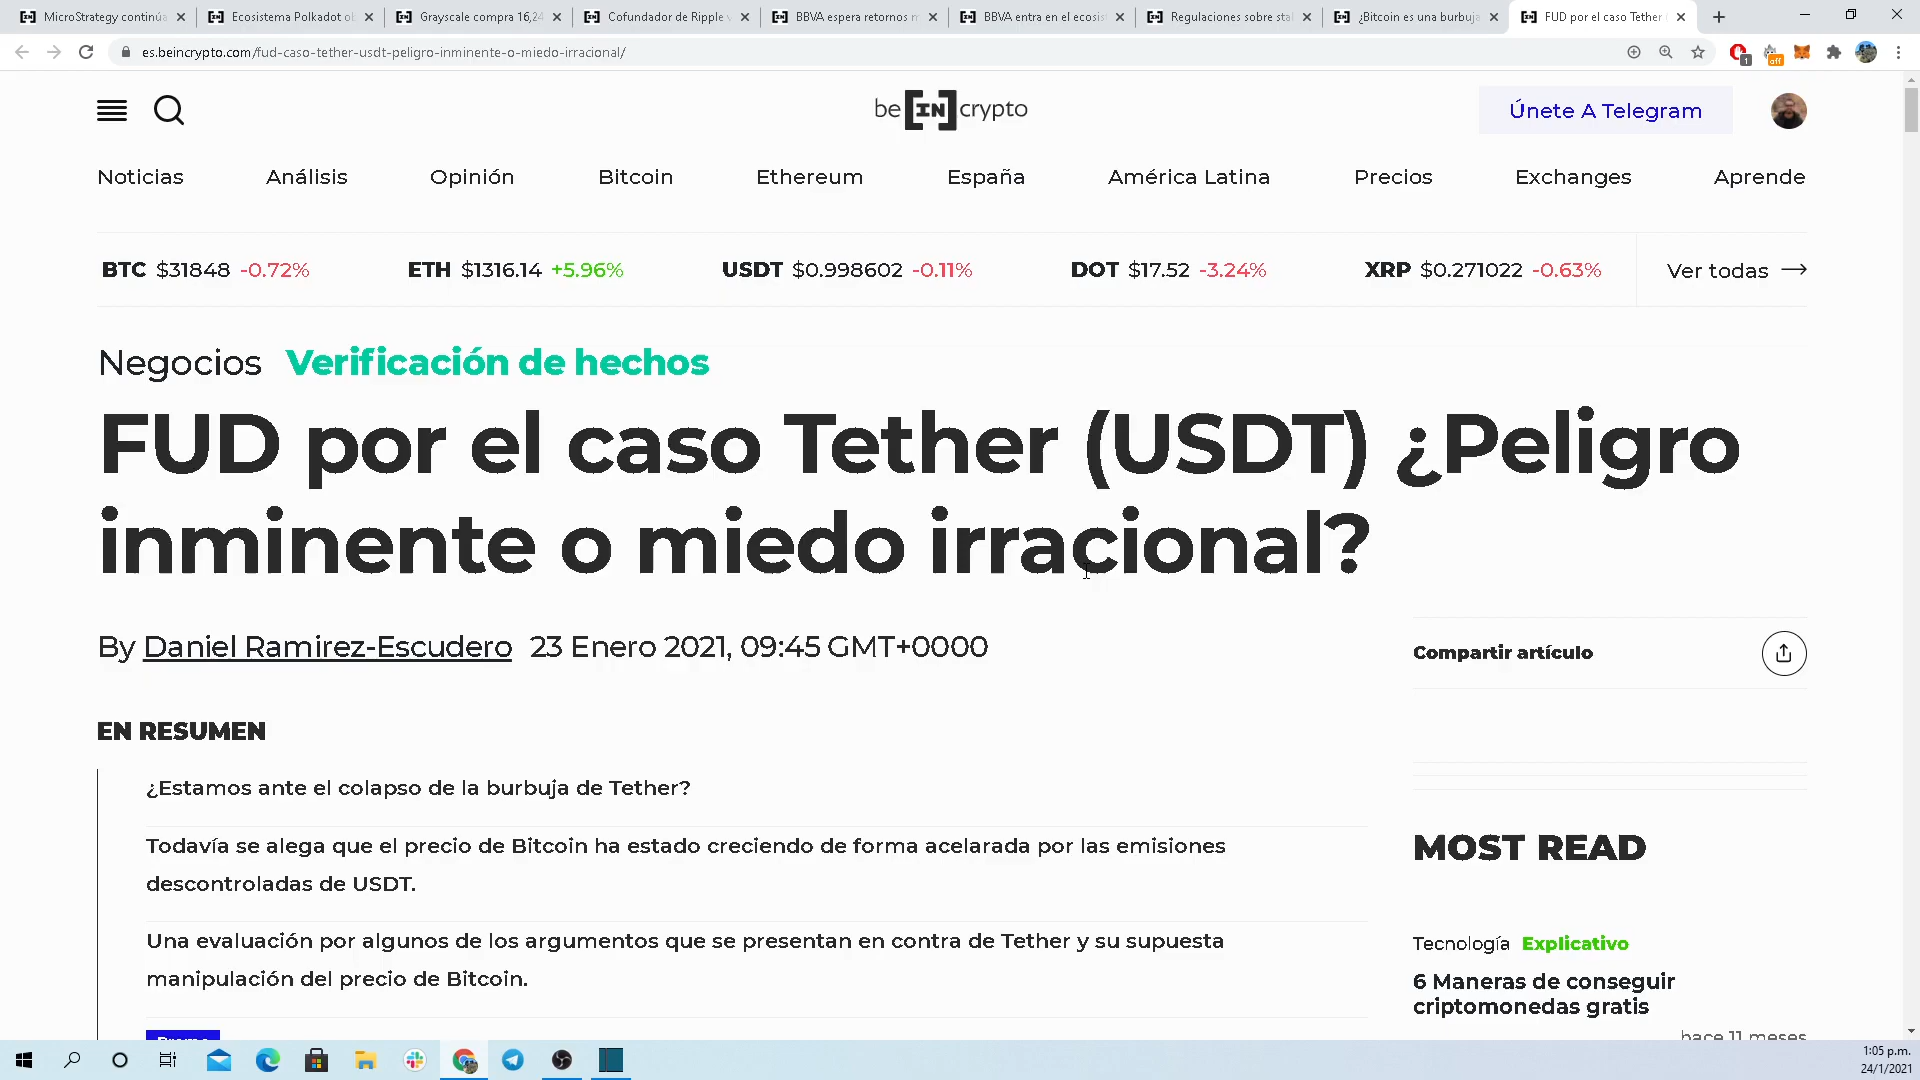 MicroStrategy continúa
Ecosistema Polkadot ob
Grayscale compra 16,24
Cofundador de Ripple v
BBVA espera retornos m
BBVA entra en el ecosist
Regulaciones sobre stab
¿Bitcoin es una burbuja
FUD por el caso Tether (
es.beincrypto.com/fud-caso-tether-usdt-peligro-inminente-o-miedo-irracional/
1
off
be[IN]crypto
Únete A Telegram
Noticias Análisis Opinión Bitcoin Ethereum España América Latina Precios Exchanges Aprende
BTC $31848 -0.72% ETH $1316.14 +5.96% USDT $0.998602 -0.11% DOT $17.52 -3.24% XRP $0.271022 -0.63% Ver todas
Negocios Verificación de hechos
FUD por el caso Tether (USDT) ¿Peligro
inminente o miedo irracional?
By Daniel Ramirez-Escudero 23 Enero 2021, 09:45 GMT+0000
Compartir artículo
EN RESUMEN
¿Estamos ante el colapso de la burbuja de Tether?
Todavía se alega que el precio de Bitcoin ha estado creciendo de forma acelarada por las emisiones
descontroladas de USDT.
Una evaluación por algunos de los argumentos que se presentan en contra de Tether y su supuesta
manipulación del precio de Bitcoin.
MOST READ
Tecnología Explicativo
6 Maneras de conseguir
criptomonedas gratis
hace 11 meses
1:05 p.m.
24/1/2021